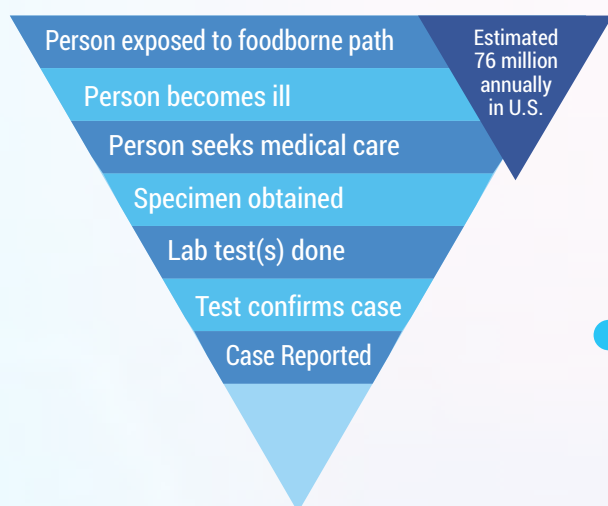 Person exposed to foodborne path
Estimated
76 million
annually
in U.S.
Person becomes ill
Person seeks medical care
Specimen obtained
Lab test(s) done
Test confirms case
Case Reported